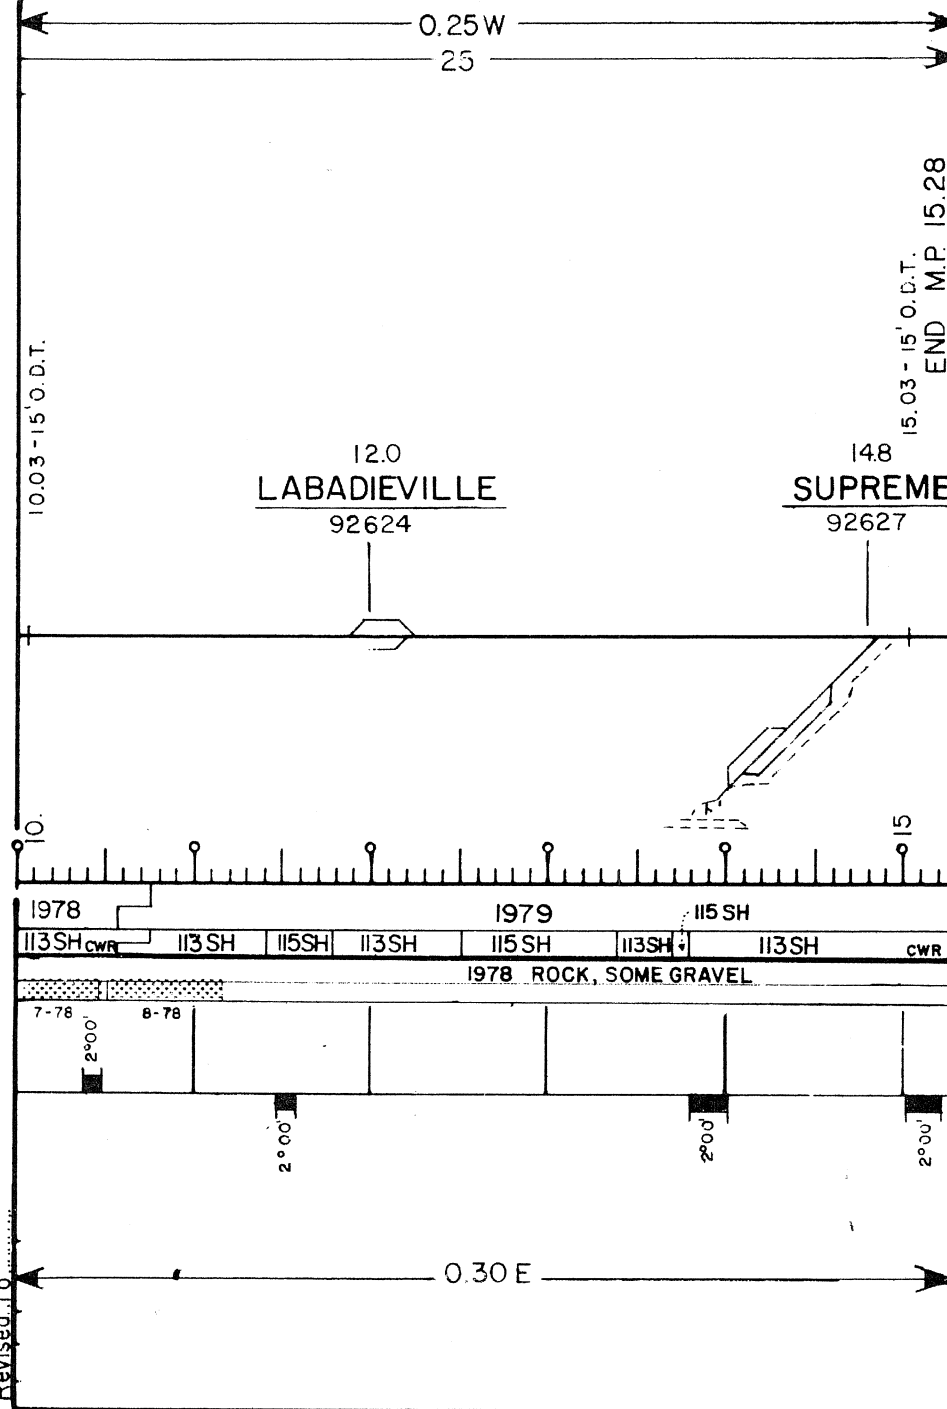 0.25W
25
10.03 - 15' O.D.T.
15.03 - 15' O.D.T.
END M.P. 15.28
12.0
LABADIEVILLE
92624
14.8
SUPREME
92627
10.
15
1978
1979
115 SH
113 SH CWR
113 SH
115 SH
113 SH
115 SH
113 SH
113 SH
CWR
1978 ROCK, SOME GRAVEL
7-78
8-78
2°00'
2°00'
2°00'
2°00'
0.30 E
Revised To